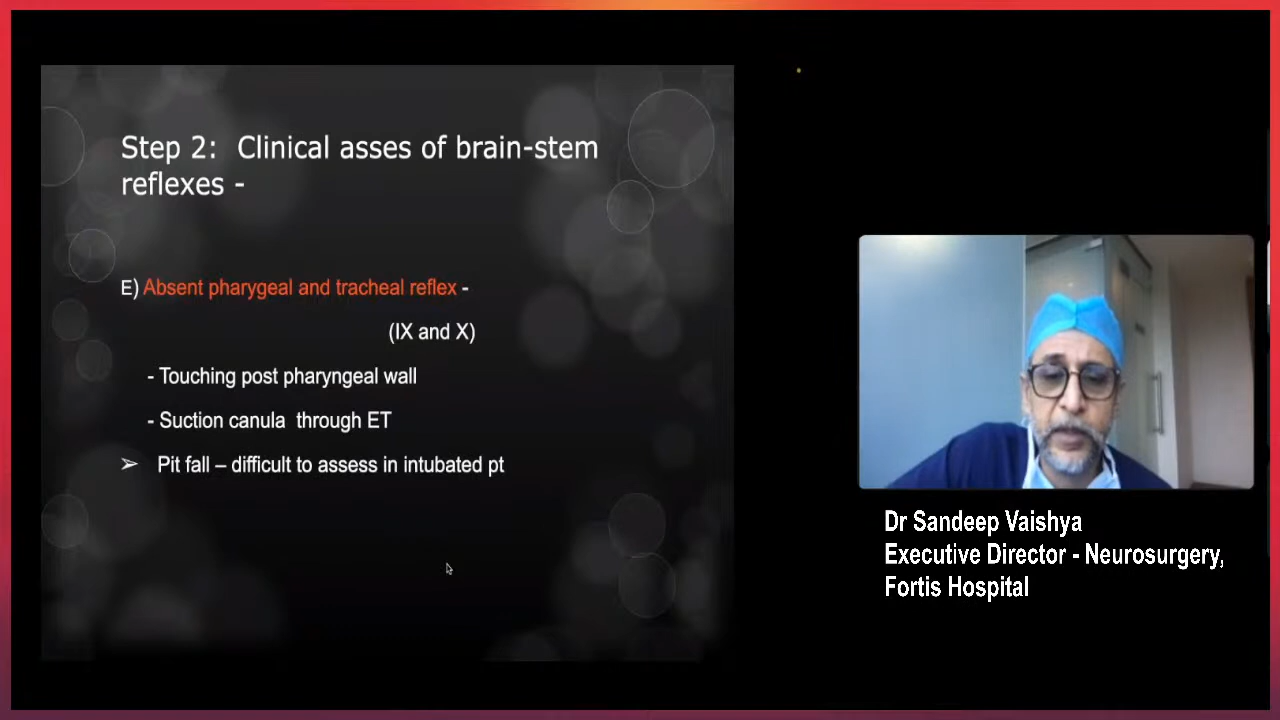 Step 2: Clinical asses of brain-stem
reflexes -
E) Absent pharygeal and tracheal reflex -
(IX and X)
- Touching post pharyngeal wall
- Suction canula through ET
➢ Pit fall – difficult to assess in intubated pt
Dr Sandeep Vaishya
Executive Director - Neurosurgery,
Fortis Hospital